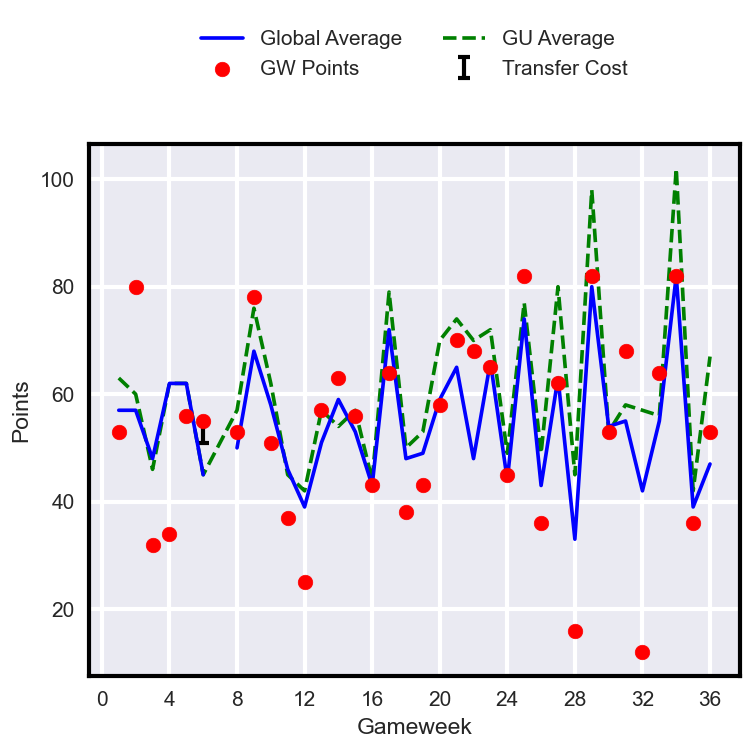 Global Average GU Average
GW Points Transfer Cost
100
80
60
40
20
Points
0 4 8 12 16 20 24 28 32 36
Gameweek